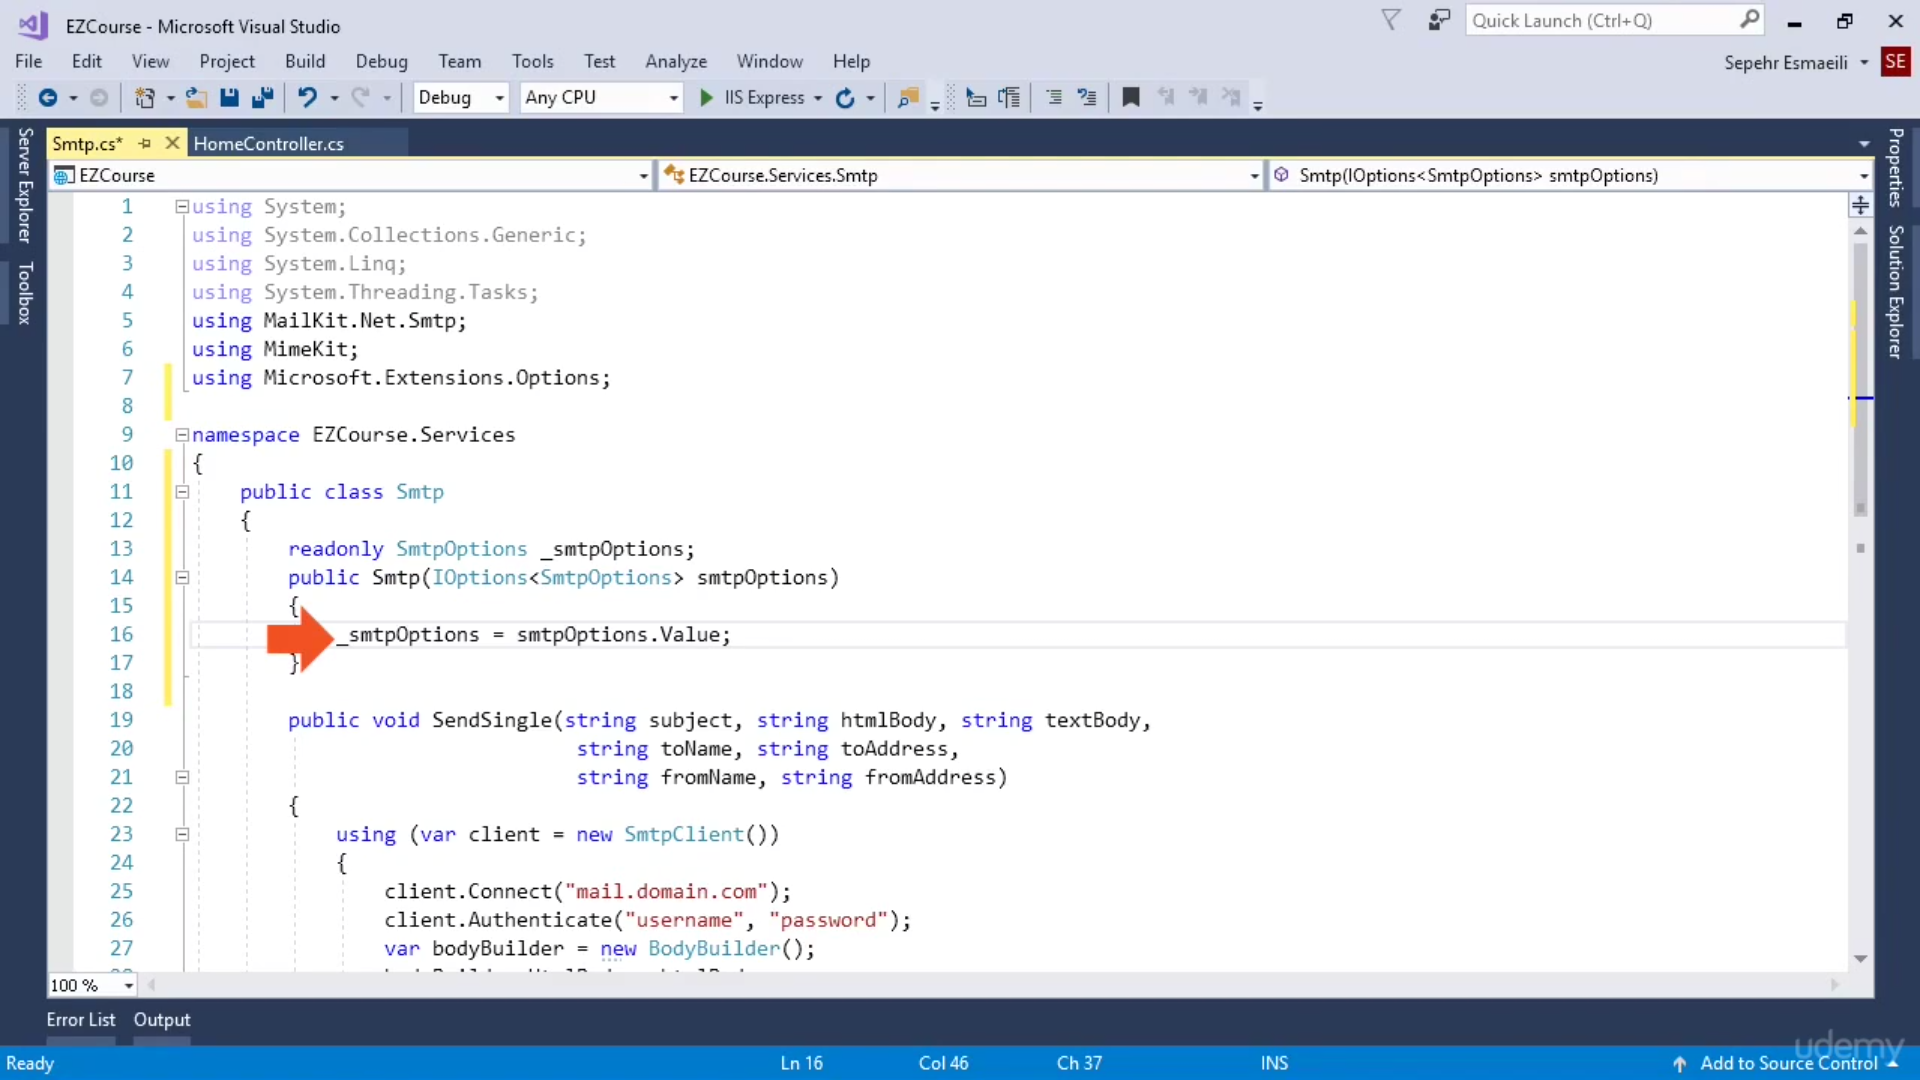 EZCourse - Microsoft Visual Studio
Quick Launch (Ctrl+Q)
File Edit View Project Build Debug Team Tools Test Analyze Window Help
Sepehr Esmaeili SE
Debug Any CPU IIS Express
Server Explorer
Toolbox
Smtp.cs* HomeController.cs
EZCourse EZCourse.Services.Smtp Smtp(IOptions<SmtpOptions> smtpOptions)
Properties
Solution Explorer
1 using System;
2 using System.Collections.Generic;
3 using System.Linq;
4 using System.Threading.Tasks;
5 using MailKit.Net.Smtp;
6 using MimeKit;
7 using Microsoft.Extensions.Options;
8
9 namespace EZCourse.Services
10 {
11 public class Smtp
12 {
13 readonly SmtpOptions _smtpOptions;
14 public Smtp(IOptions<SmtpOptions> smtpOptions)
15 {
16 _smtpOptions = smtpOptions.Value;
17 }
18
19 public void SendSingle(string subject, string htmlBody, string textBody,
20 string toName, string toAddress,
21 string fromName, string fromAddress)
22 {
23 using (var client = new SmtpClient())
24 {
25 client.Connect("mail.domain.com");
26 client.Authenticate("username", "password");
27 var bodyBuilder = new BodyBuilder();
100 %
Error List Output
udemy
Ready Ln 16 Col 46 Ch 37 INS Add to Source Control